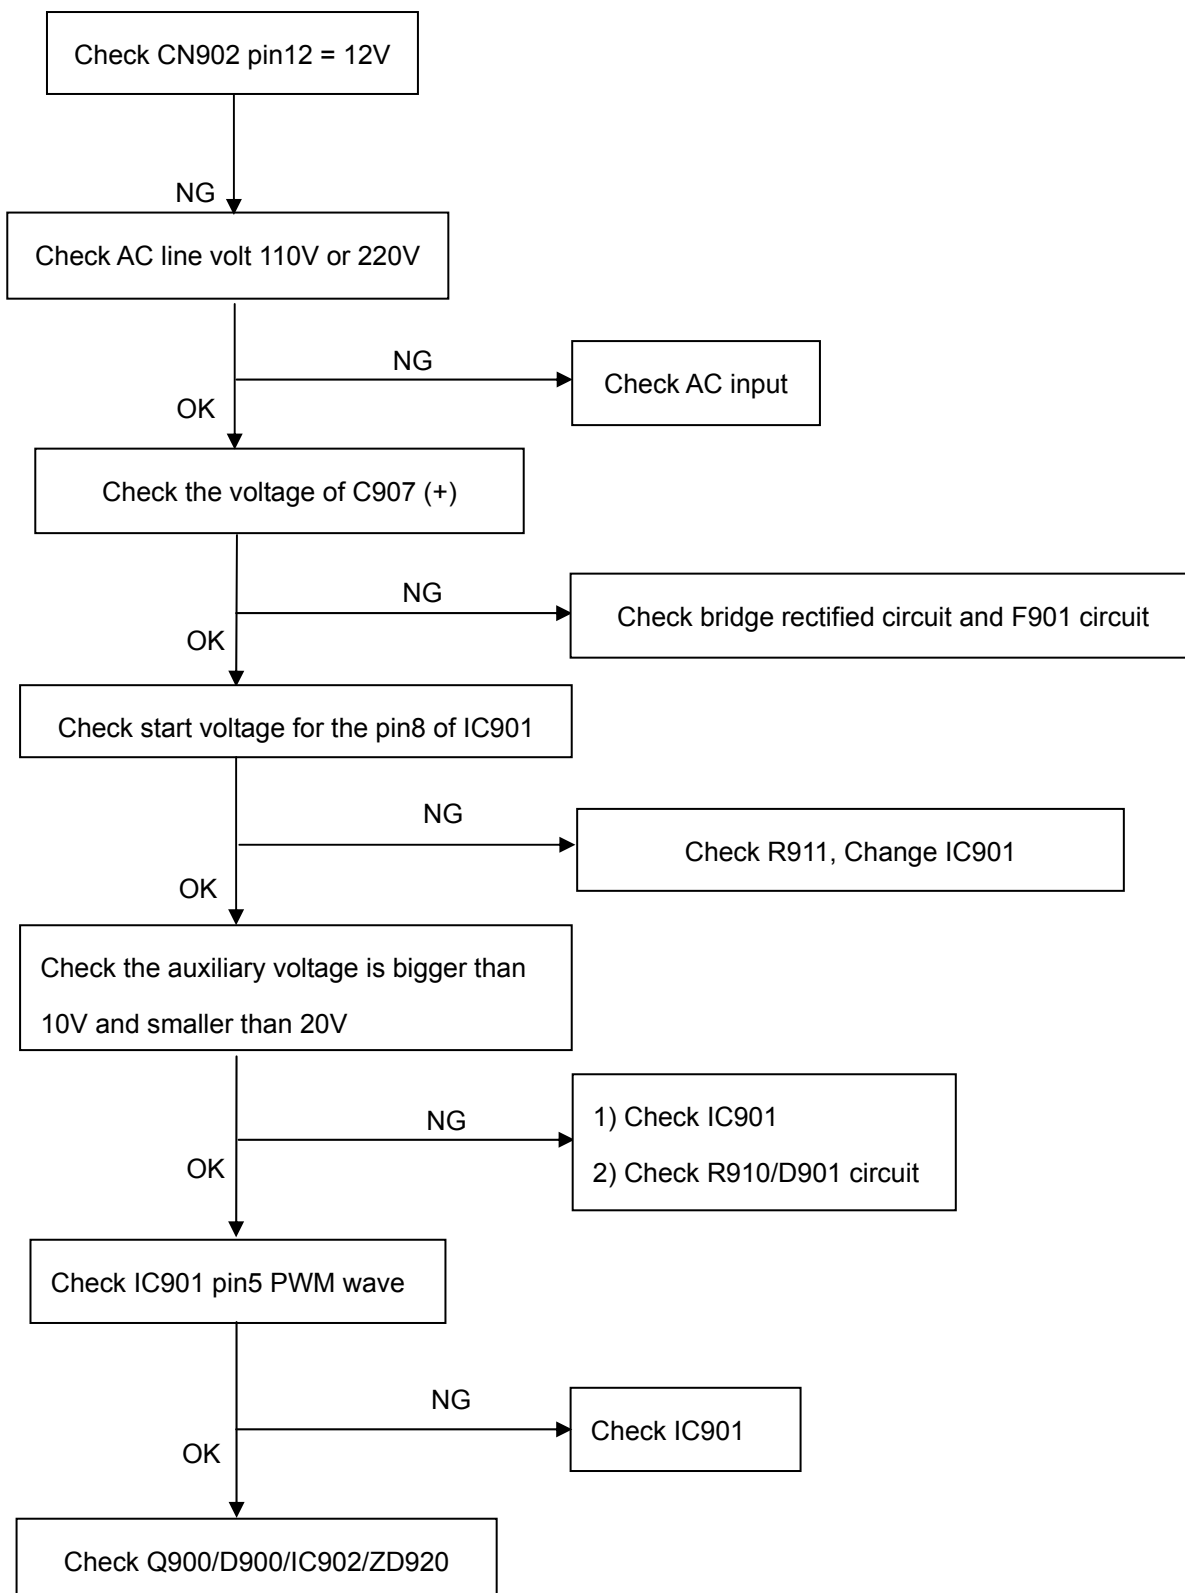 Check CN902 pin12 = 12V
NG
Check AC line volt 110V or 220V
NG
Check AC input
OK
Check the voltage of C907 (+)
NG
Check bridge rectified circuit and F901 circuit
OK
Check start voltage for the pin8 of IC901
NG
Check R911, Change IC901
OK
Check the auxiliary voltage is bigger than
10V and smaller than 20V
NG
1) Check IC901
2) Check R910/D901 circuit
OK
Check IC901 pin5 PWM wave
NG
Check IC901
OK
Check Q900/D900/IC902/ZD920